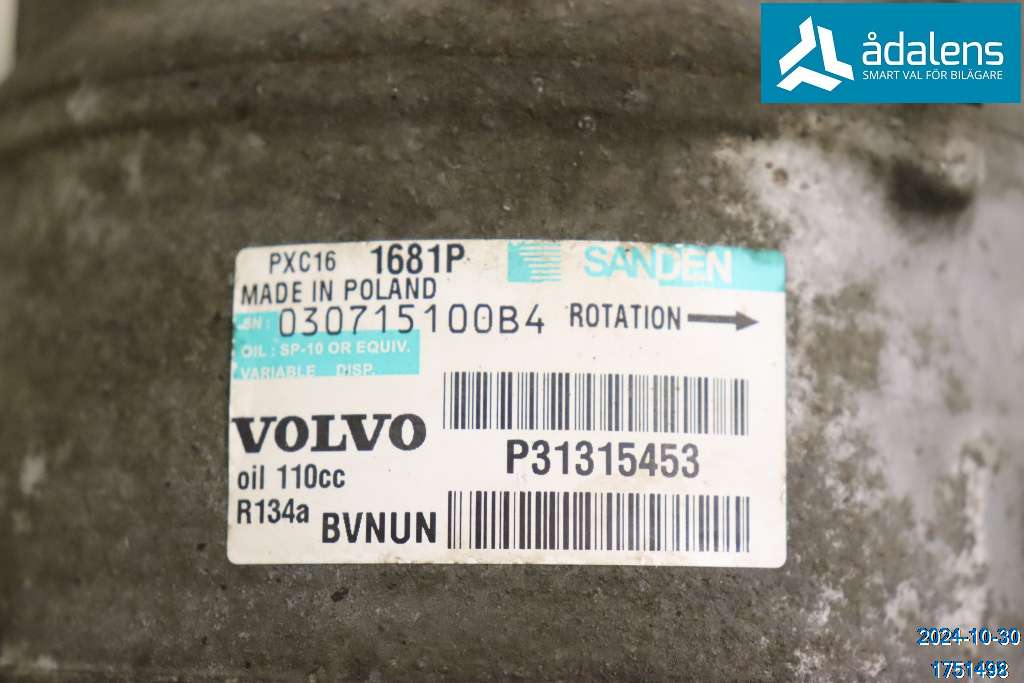 ådalens
SMART VAL FÖR BILÄGARE
PXC16 1681P SANDEN
MADE IN POLAND
SN: 030715100B4 ROTATION
OIL : SP-10 OR EQUIV.
VARIABLE DISP.
VOLVO
P31315453
oil 110cc
R134a
BVNUN
2024-10-30
1751498